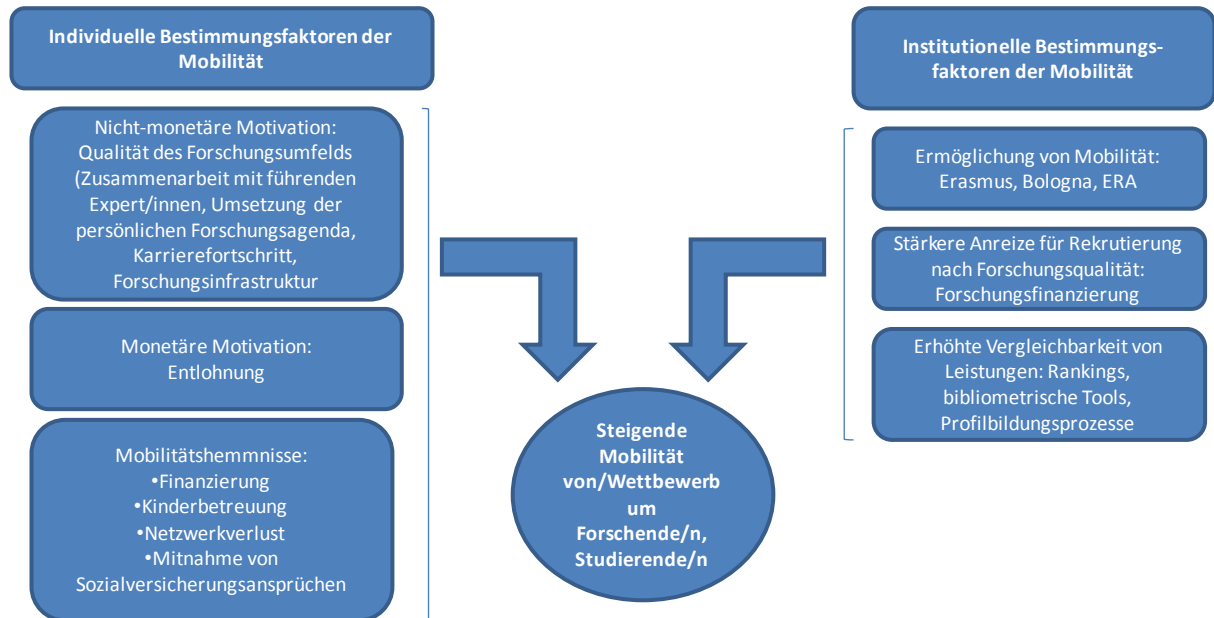 Individuelle Bestimmungsfaktoren der
Mobilität
Nicht-monetäre Motivation:
Qualität des Forschungsumfelds
(Zusammenarbeit mit führenden
Expert/innen, Umsetzung der
persönlichen Forschungsagenda,
Karrierefortschritt,
Forschungsinfrastruktur
Monetäre Motivation:
Entlohnung
Mobilitätshemmnisse:
•Finanzierung
•Kinderbetreuung
•Netzwerkverlust
•Mitnahme von
Sozialversicherungsansprüchen
Institutionelle Bestimmungs-
faktoren der Mobilität
Ermöglichung von Mobilität:
Erasmus, Bologna, ERA
Stärkere Anreize für Rekrutierung
nach Forschungsqualität:
Forschungsfinanzierung
Erhöhte Vergleichbarkeit von
Leistungen: Rankings,
bibliometrische Tools,
Profilbildungsprozesse
Steigende
Mobilität
von/Wettbewerb
um
Forschende/n,
Studierende/n